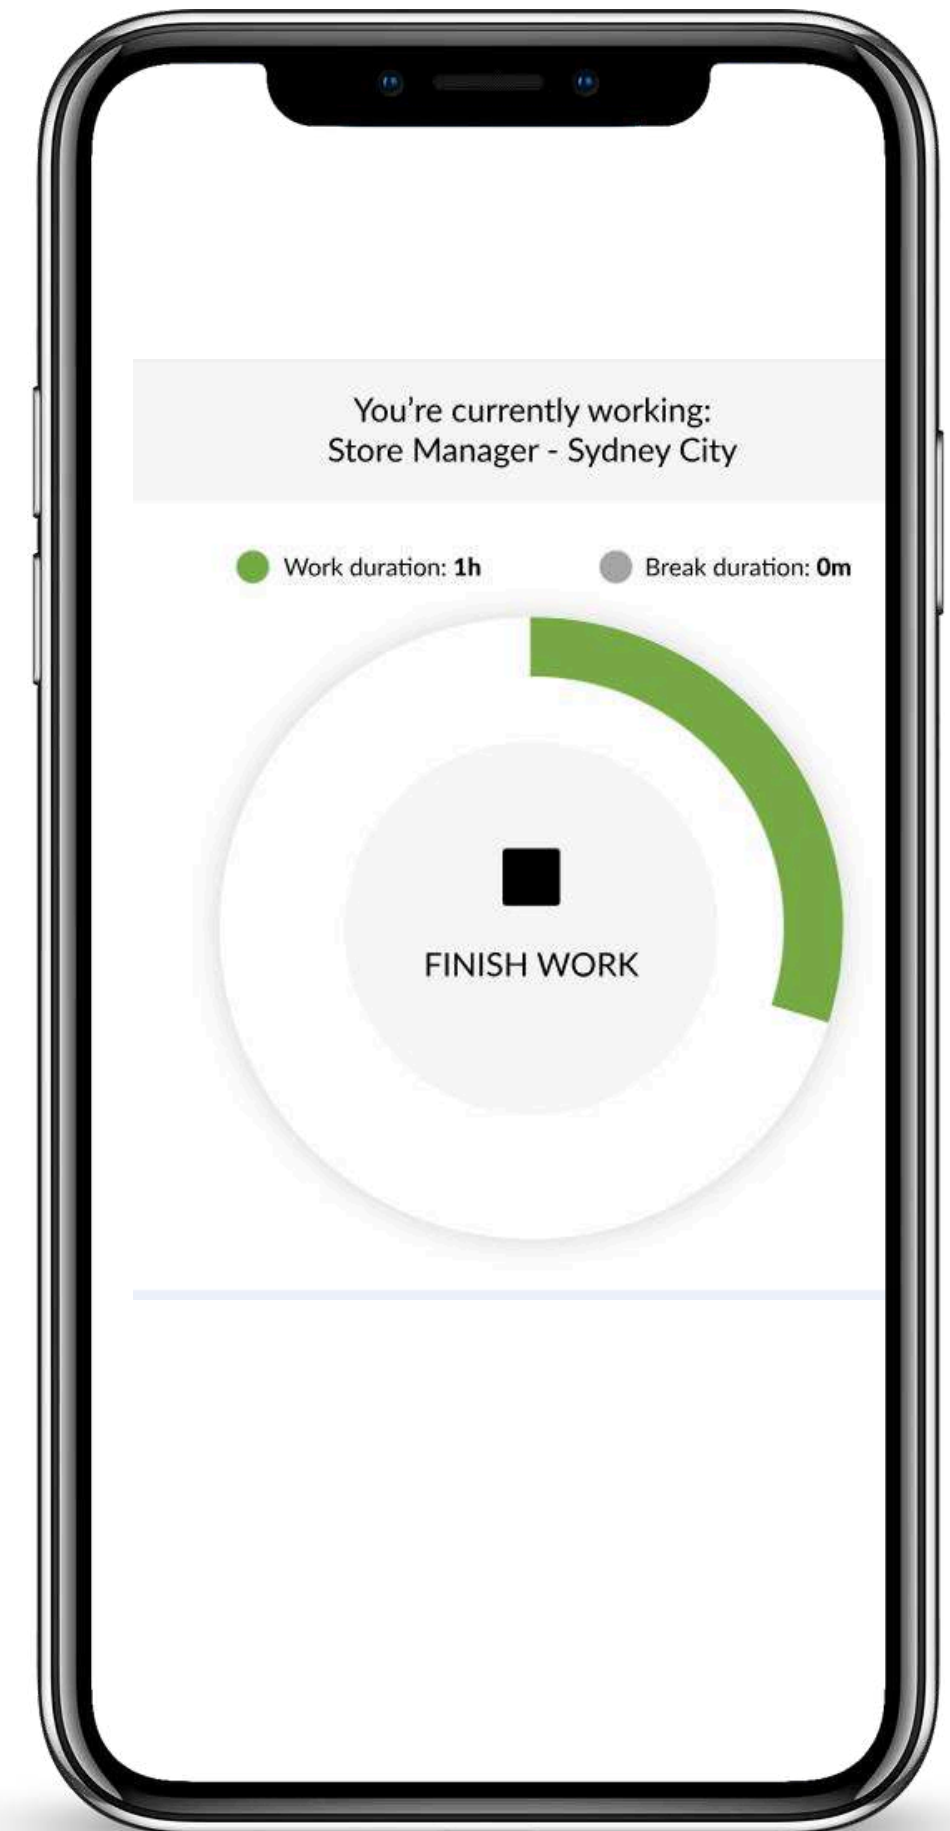 You’re currently working:
Store Manager - Sydney City
Work duration: 1h
Break duration: 0m
FINISH WORK